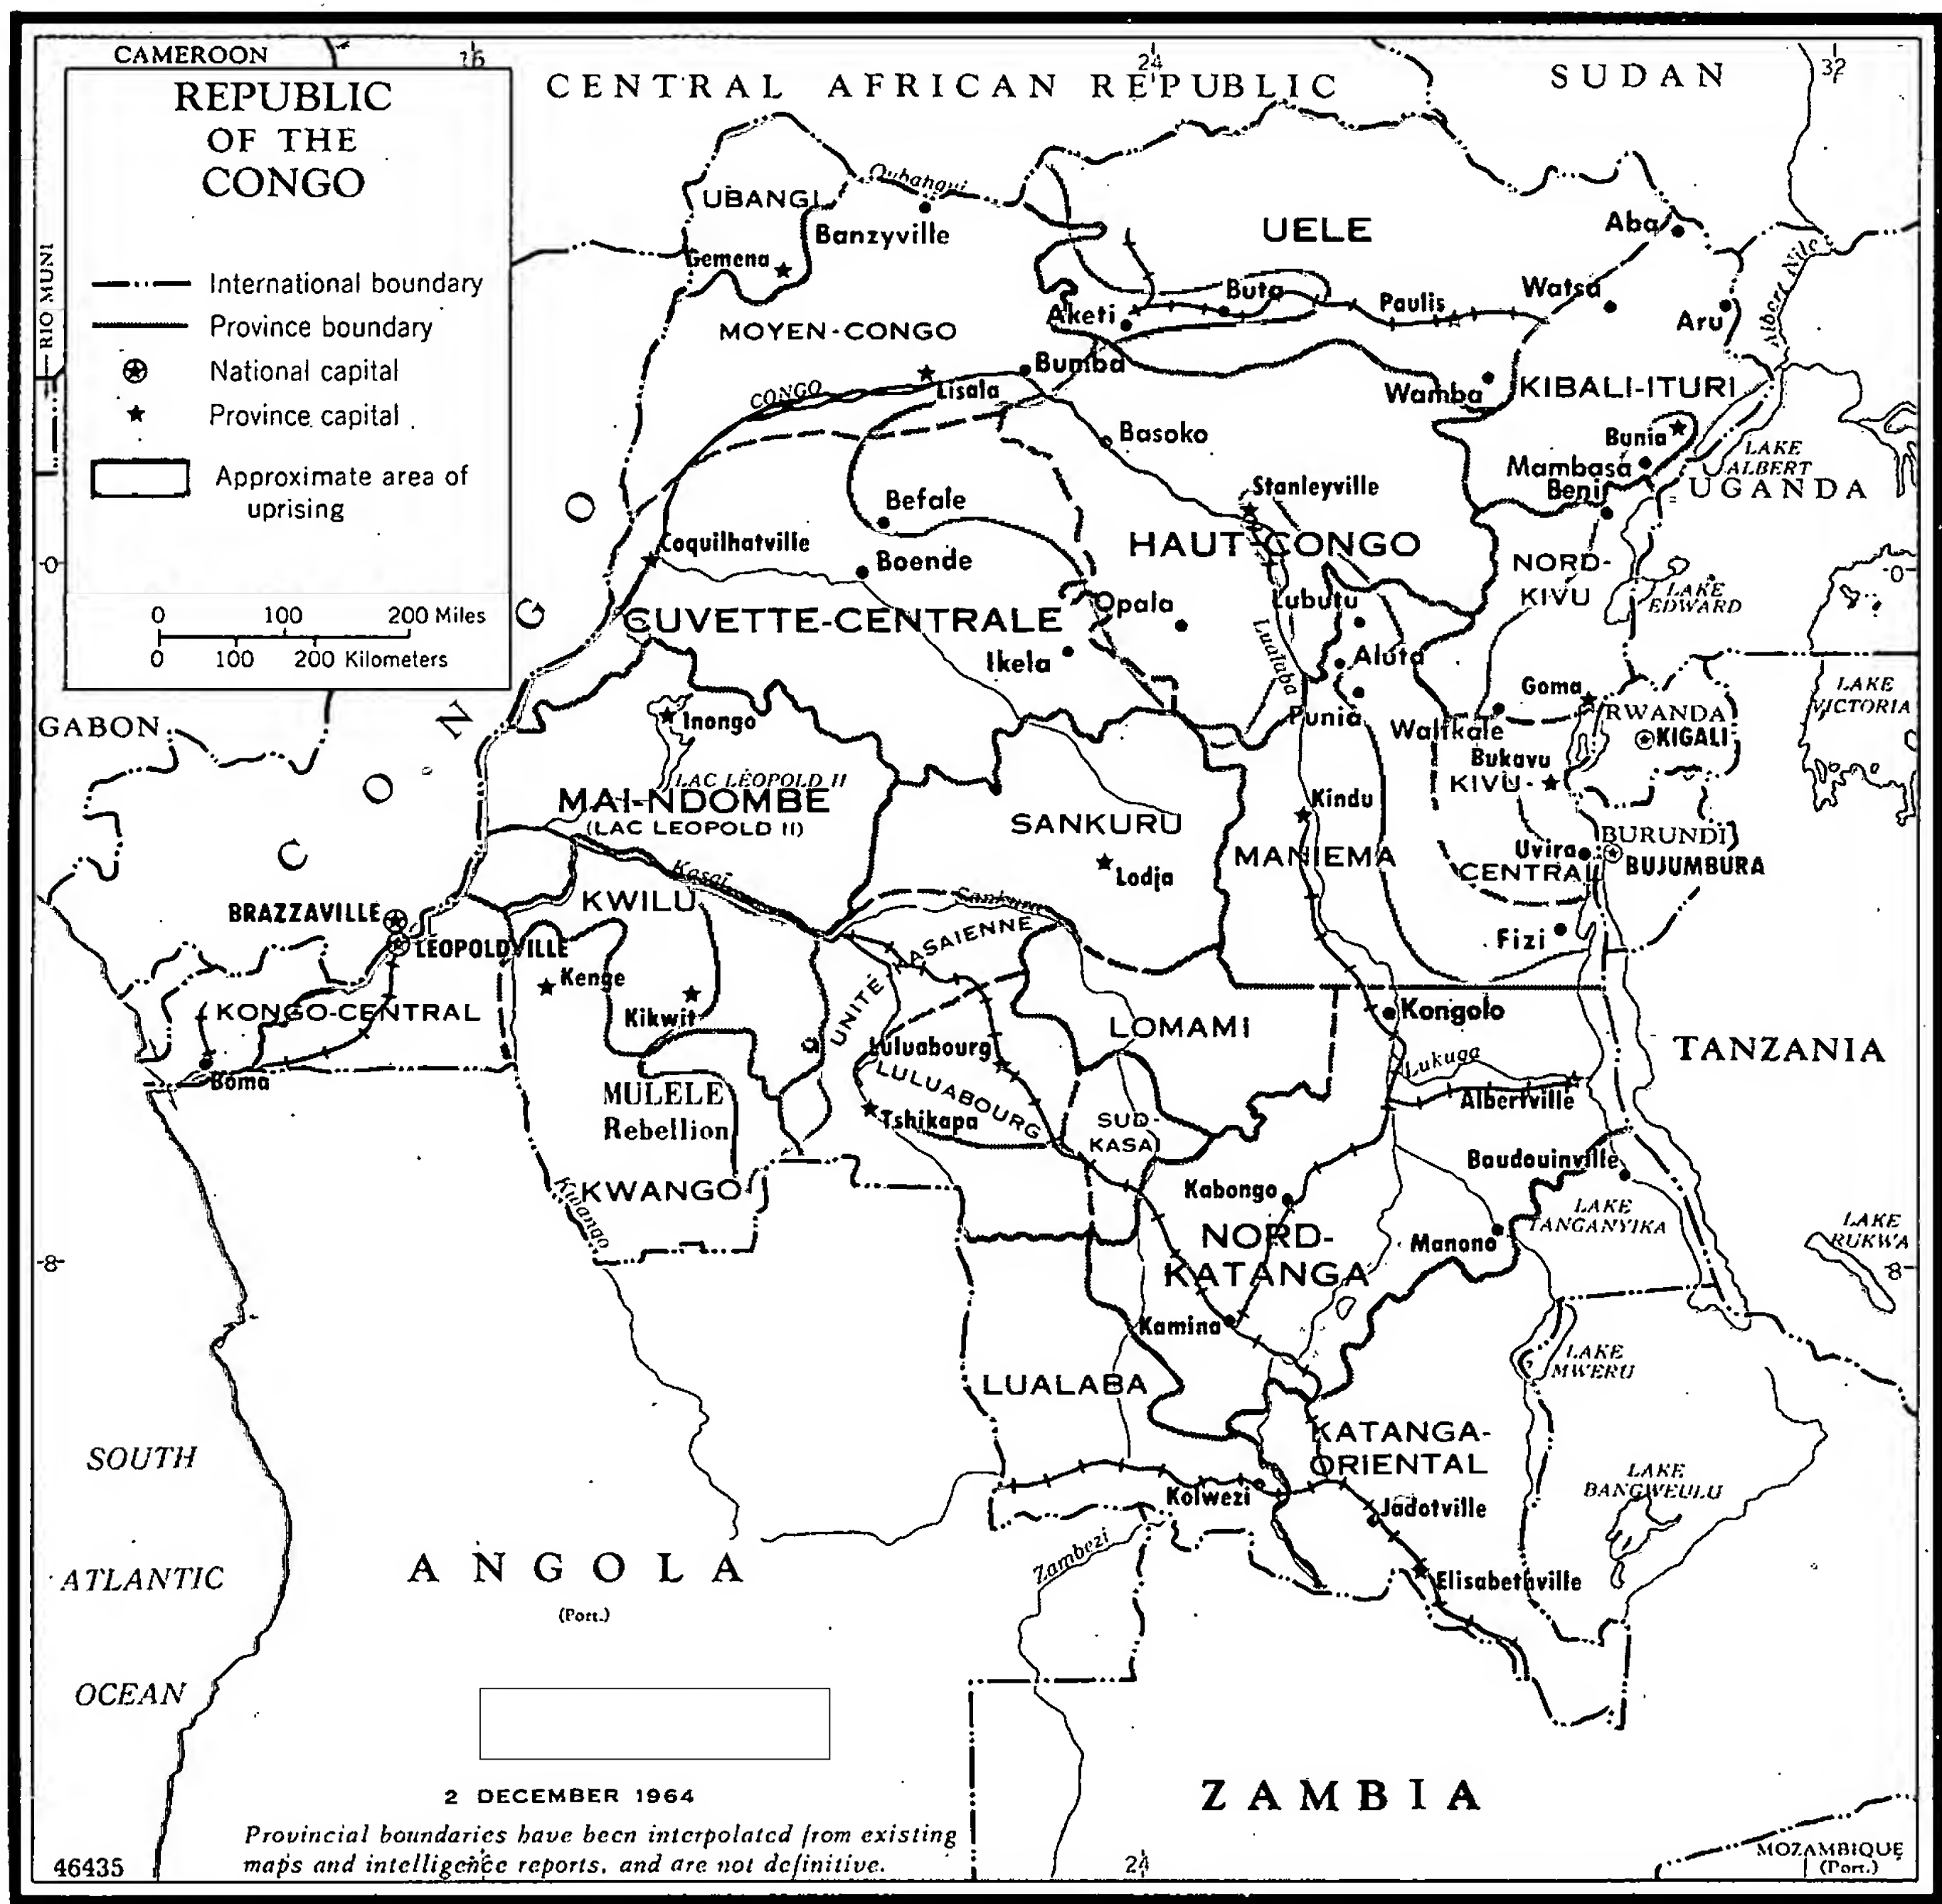 CAMEROON
16
CENTRAL AFRICAN REPUBLIC
24
SUDAN
32
REPUBLIC
OF THE
CONGO
International boundary
Province boundary
National capital
Province capital
Approximate area of
uprising
0 100 200 Miles
0 100 200 Kilometers
RIO MUNI
Oubangui
UBANGI
Banzyville
Gemena
UELE
Aba
Albert Nile
Buta
Paulis
Watsa
Aketi
Aru
MOYEN-CONGO
Bumba
CONGO
Lisala
Wamba
KIBALI-ITURI
Basoko
Bunia
LAKE
ALBERT
Mambasa
Beni
UGANDA
Stanleyville
Befale
HAUT-CONGO
Coquilhatville
Boende
NORD-
KIVU
0
0
CUVETTE-CENTRALE
Opala
Lubutu
LAKE
EDWARD
Ikela
Lualaba
Aluta
CONGO
GABON
Inongo
Punia
Goma
LAKE
VICTORIA
RWANDA
Walikale
KIGALI
Bukavu
KIVU-
LAC LEOPOLD II
MAI-NDOMBE
(LAC LEOPOLD II)
SANKURU
Kindu
BURUNDI
MANIEMA
Uvira
BUJUMBURA
CENTRAL
Lodja
Kasai
KWILU
Sankuru
BRAZZAVILLE
LEOPOLDVILLE
UNITÉ KASAIENNE
Fizi
Kenge
KONGO-CENTRAL
Kikwit
Kongolo
LOMAMI
TANZANIA
Luluabourg
Lukuga
Boma
LULUABOURG
MULELE
Rebellion
Albertville
Tshikapa
SUD-
KASAI
Baudouinville
KWANGO
Kwango
Kabongo
LAKE
TANGANYIKA
LAKE
RUKWA
NORD-
KATANGA
Manono
8
8
Kamina
LAKE
MWERU
LUALABA
KATANGA-
ORIENTAL
SOUTH
LAKE
BANGWEULU
Kolwezi
Jadotville
ATLANTIC
ANGOLA
(Port.)
Zambezi
Elisabethville
OCEAN
2 DECEMBER 1964
ZAMBIA
Provincial boundaries have been interpolated from existing
maps and intelligence reports, and are not definitive.
46435
24
MOZAMBIQUE
(Port.)